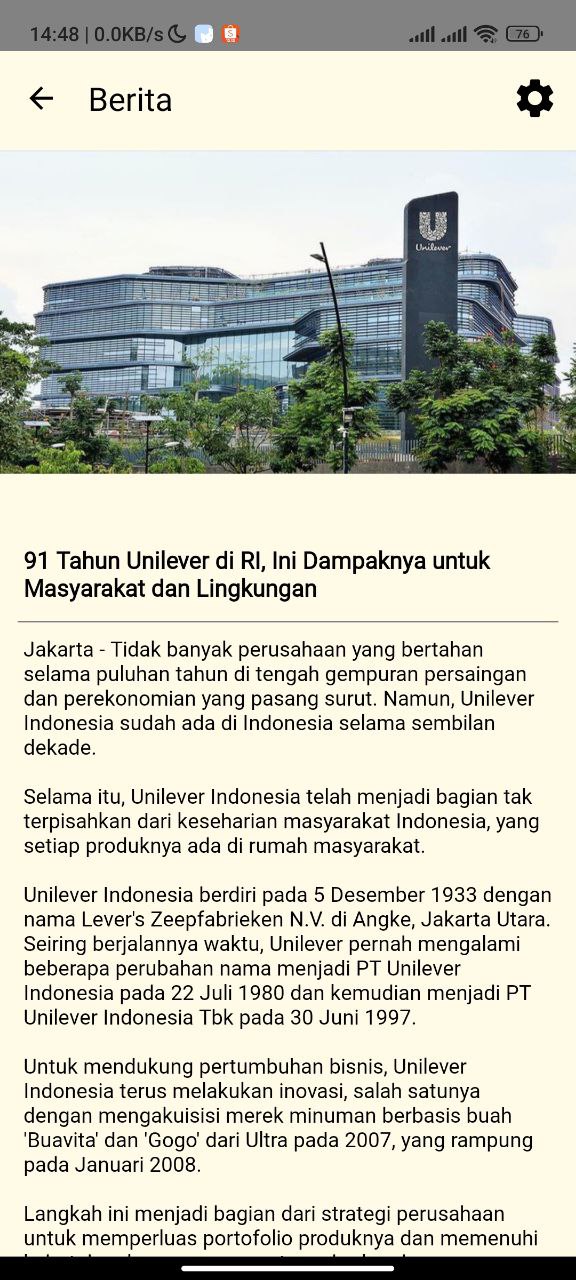 14:48 | 0.0KB/s
76
Berita
Unilever
91 Tahun Unilever di RI, Ini Dampaknya untuk
Masyarakat dan Lingkungan
Jakarta - Tidak banyak perusahaan yang bertahan
selama puluhan tahun di tengah gempuran persaingan
dan perekonomian yang pasang surut. Namun, Unilever
Indonesia sudah ada di Indonesia selama sembilan
dekade.
Selama itu, Unilever Indonesia telah menjadi bagian tak
terpisahkan dari keseharian masyarakat Indonesia, yang
setiap produknya ada di rumah masyarakat.
Unilever Indonesia berdiri pada 5 Desember 1933 dengan
nama Lever's Zeepfabrieken N.V. di Angke, Jakarta Utara.
Seiring berjalannya waktu, Unilever pernah mengalami
beberapa perubahan nama menjadi PT Unilever
Indonesia pada 22 Juli 1980 dan kemudian menjadi PT
Unilever Indonesia Tbk pada 30 Juni 1997.
Untuk mendukung pertumbuhan bisnis, Unilever
Indonesia terus melakukan inovasi, salah satunya
dengan mengakuisisi merek minuman berbasis buah
'Buavita' dan 'Gogo' dari Ultra pada 2007, yang rampung
pada Januari 2008.
Langkah ini menjadi bagian dari strategi perusahaan
untuk memperluas portofolio produknya dan memenuhi